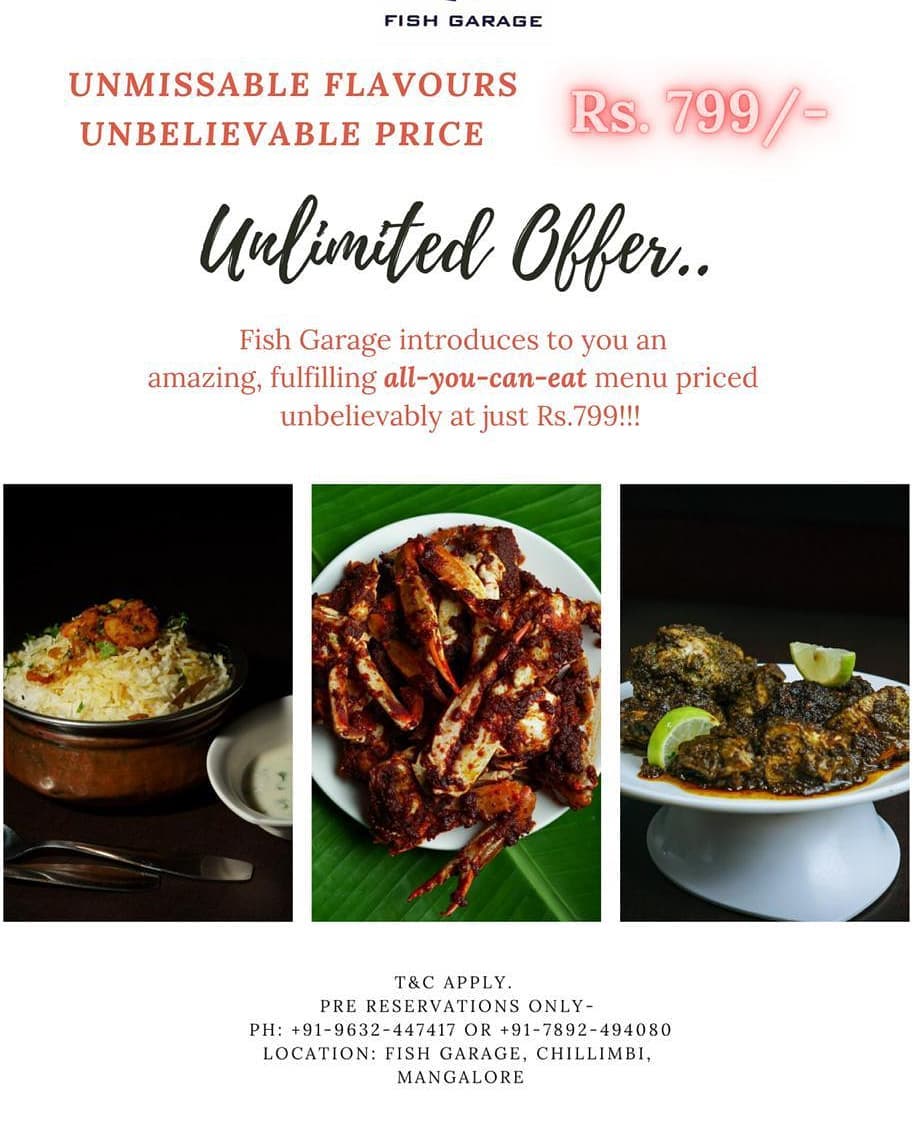 FISH GARAGE
UNMISSABLE FLAVOURS
UNBELIEVABLE PRICE
Rs. 799/-
Unlimited Offer..
Fish Garage introduces to you an
amazing, fulfilling all-you-can-eat menu priced
unbelievably at just Rs.799!!!
T&C APPLY.
PRE RESERVATIONS ONLY-
PH: +91-9632-447417 OR +91-7892-494080
LOCATION: FISH GARAGE, CHILLIMBI,
MANGALORE